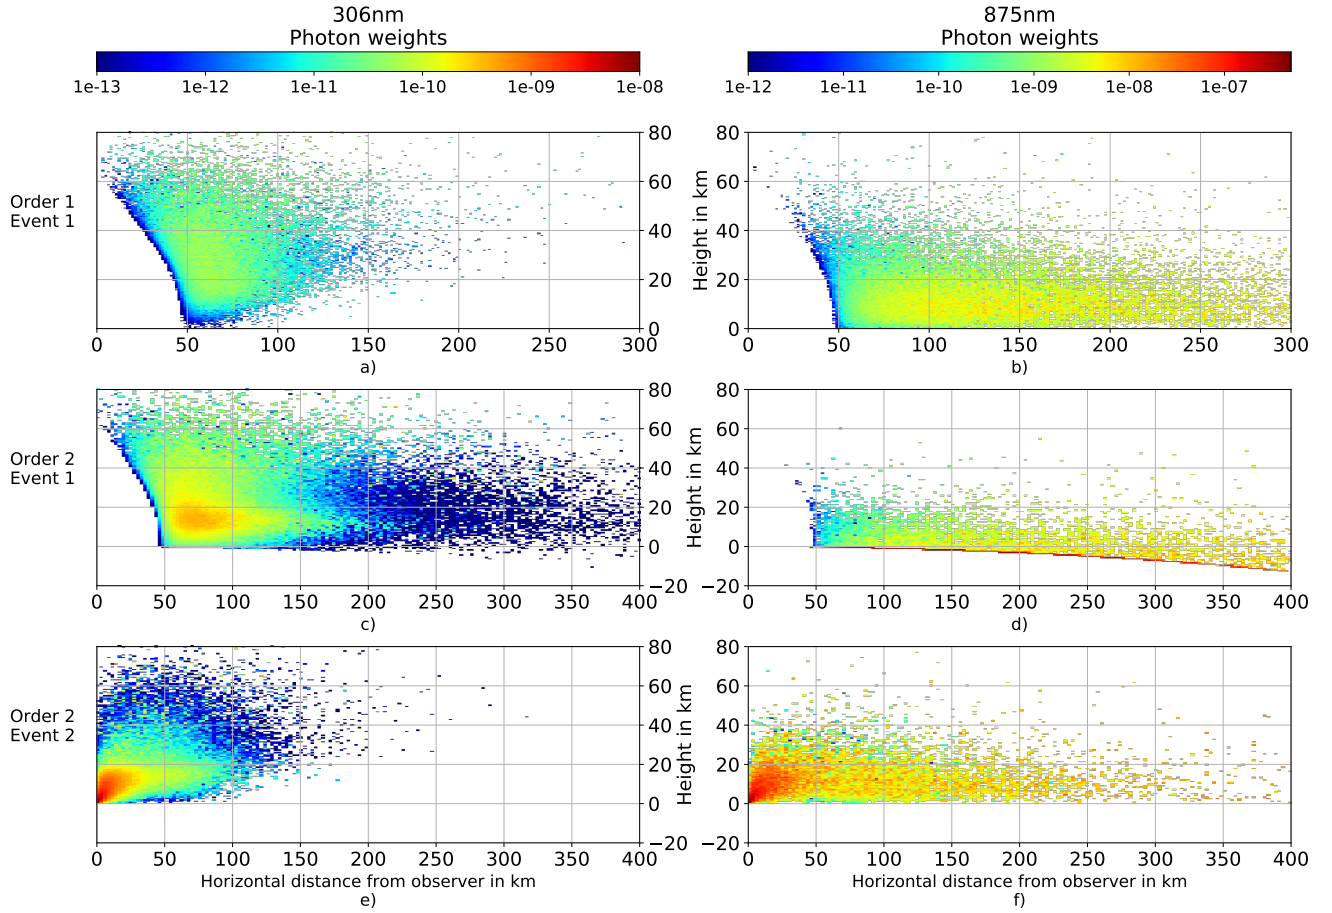 306nm
Photon weights
1e-13 1e-12 1e-11 1e-10 1e-09 1e-08
875nm
Photon weights
1e-12 1e-11 1e-10 1e-09 1e-08 1e-07
Order 1
Event 1
0 20 40 60 80
0 50 100 150 200 250 300
a)
Height in km
0 20 40 60 80
0 50 100 150 200 250 300
b)
Order 2
Event 1
−20 0 20 40 60 80
0 50 100 150 200 250 300 350 400
c)
Height in km
−20 0 20 40 60 80
0 50 100 150 200 250 300 350 400
d)
Order 2
Event 2
−20 0 20 40 60 80
0 50 100 150 200 250 300 350 400
Horizontal distance from observer in km
e)
Height in km
−20 0 20 40 60 80
0 50 100 150 200 250 300 350 400
Horizontal distance from observer in km
f)